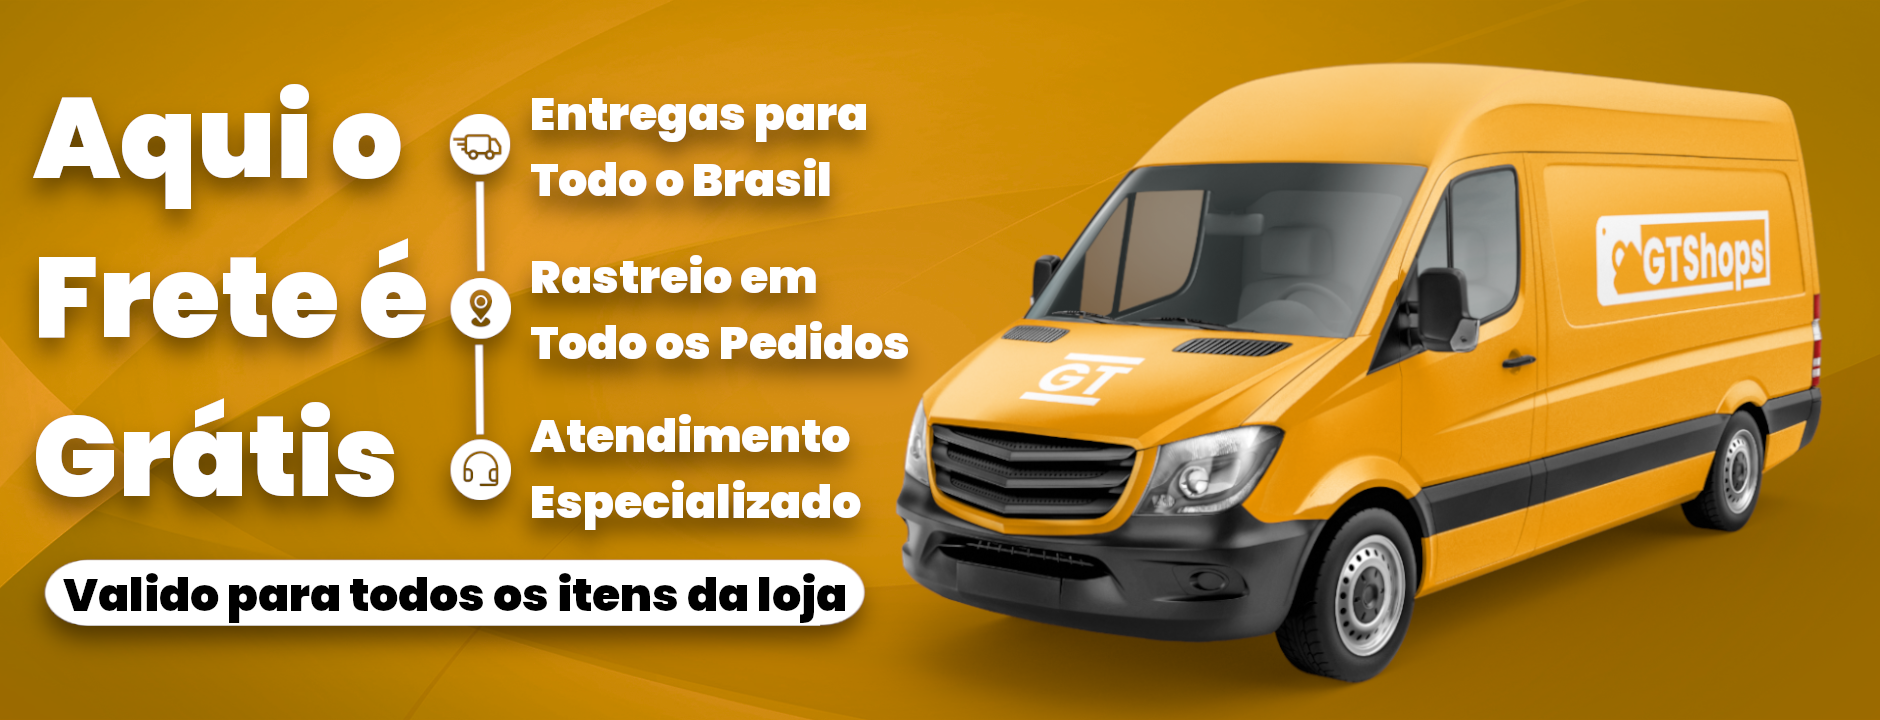 Aqui o
Frete é
Grátis
Entregas para
Todo o Brasil
Rastreio em
Todo os Pedidos
Atendimento
Especializado
Valido para todos os itens da loja
GT
GTShops